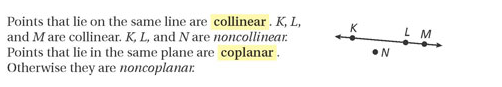 Points that lie on the same line are collinear. K, L,
and M are collinear. K, L, and N are noncollinear.
Points that lie in the same plane are coplanar.
Otherwise they are noncoplanar.
K
L M
N